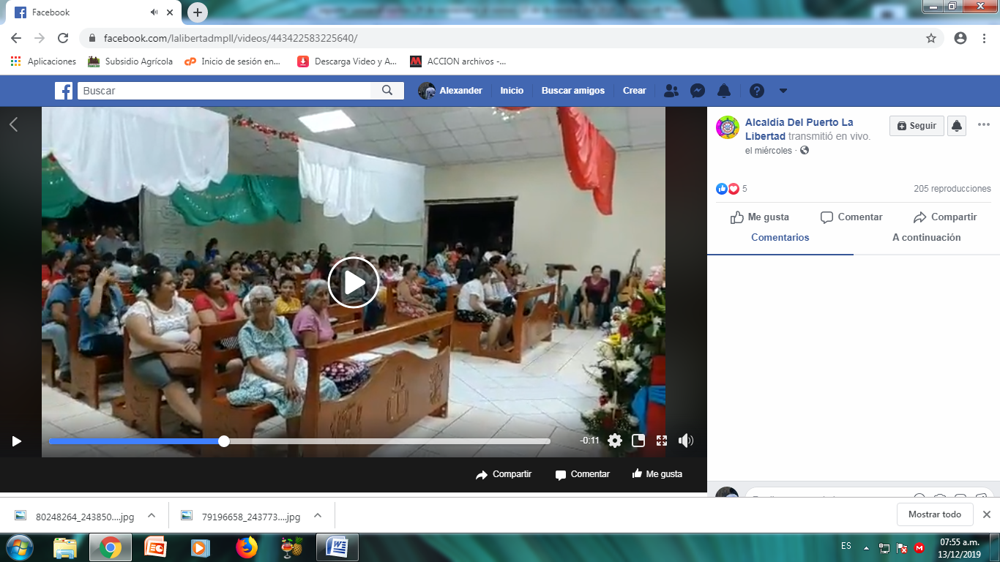 Facebook
facebook.com/lalibertadmpll/videos/443422583225640/
Aplicaciones
Subsidio Agrícola
Inicio de sesión en...
Descarga Video y A...
ACCION archivos -...
Buscar
Alexander
Inicio
Buscar amigos
Crear
Alcaldía Del Puerto La
Libertad transmitió en vivo.
el miércoles ·
Seguir
5
205 reproducciones
Me gusta
Comentar
Compartir
Comentarios
A continuación
-0:11
Compartir
Comentar
Me gusta
80248264_243850....jpg
79196658_243773....jpg
Mostrar todo
ES
07:55 a.m.
13/12/2019